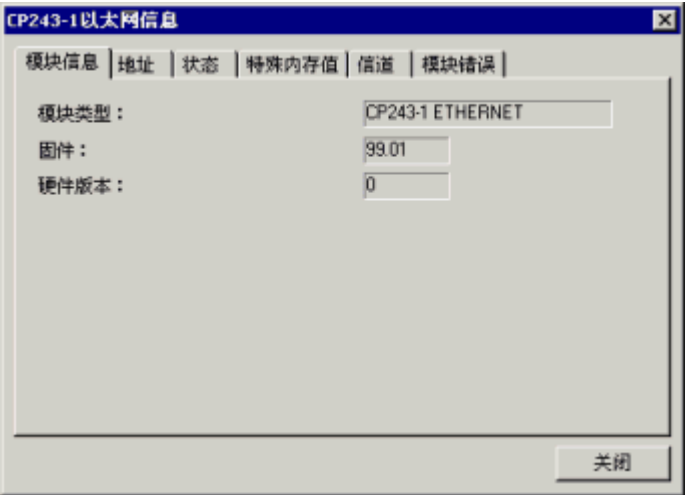 CP243-1以太网信息
模块信息 地址 状态 特殊内存值 信道 模块错误
模块类型： CP243-1 ETHERNET
固件： 99.01
硬件版本： 0
关闭